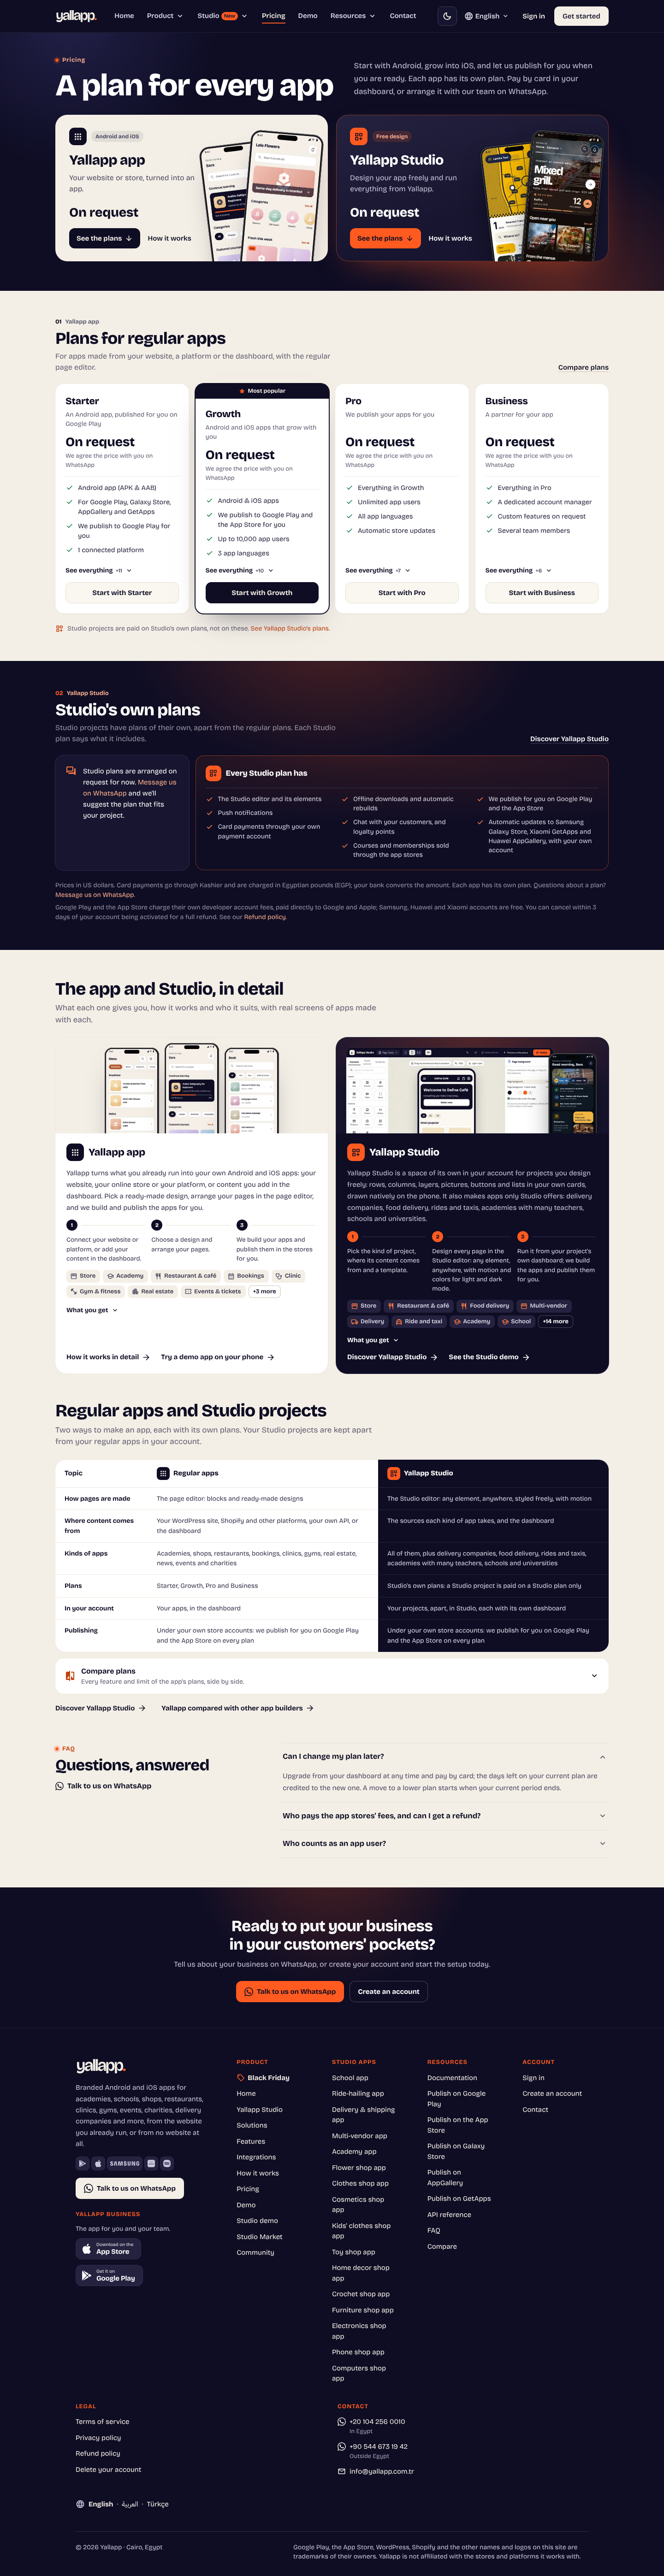 yallapp.
Home
Product
Studio New
Pricing
Demo
Resources
Contact
English
Sign in
Get started
Pricing
A plan for every app
Start with Android, grow into iOS, and let us publish for you when
you are ready. Each app has its own plan. Pay by card in your
dashboard, or arrange it with our team on WhatsApp.
Android and iOS
Yallapp app
Your website or store, turned into an
app.
On request
See the plans
How it works
Free design
Yallapp Studio
Design your app freely and run
everything from Yallapp.
On request
See the plans
How it works
Mixed
grill.
01 Yallapp app
Plans for regular apps
For apps made from your website, a platform or the dashboard, with the regular
page editor.
Compare plans
Starter
An Android app, published for you on
Google Play
On request
We agree the price with you on
WhatsApp
Android app (APK & AAB)
For Google Play, Galaxy Store,
AppGallery and GetApps
We publish to Google Play for
you
1 connected platform
See everything +11
Start with Starter
Most popular
Growth
Android and iOS apps that grow with
you
On request
We agree the price with you on
WhatsApp
Android & iOS apps
We publish to Google Play and
the App Store for you
Up to 10,000 app users
3 app languages
See everything +10
Start with Growth
Pro
We publish your apps for you
On request
We agree the price with you on
WhatsApp
Everything in Growth
Unlimited app users
All app languages
Automatic store updates
See everything +7
Start with Pro
Business
A partner for your app
On request
We agree the price with you on
WhatsApp
Everything in Pro
A dedicated account manager
Custom features on request
Several team members
See everything +6
Start with Business
Studio projects are paid on Studio's own plans, not on these. See Yallapp Studio's plans.
02 Yallapp Studio
Studio's own plans
Studio projects have plans of their own, apart from the regular plans. Each Studio
plan says what it includes.
Discover Yallapp Studio
Studio plans are arranged on
request for now. Message us
on WhatsApp and we'll
suggest the plan that fits
your project.
Every Studio plan has
The Studio editor and its elements
Push notifications
Card payments through your own
payment account
Offline downloads and automatic
rebuilds
Chat with your customers, and
loyalty points
Courses and memberships sold
through the app stores
We publish for you on Google Play
and the App Store
Automatic updates to Samsung
Galaxy Store, Xiaomi GetApps and
Huawei AppGallery, with your own
account
Prices in US dollars. Card payments go through Kashier and are charged in Egyptian pounds (EGP); your bank converts the amount. Each app has its own plan. Questions about a plan?
Message us on WhatsApp.
Google Play and the App Store charge their own developer account fees, paid directly to Google and Apple; Samsung, Huawei and Xiaomi accounts are free. You can cancel within 3
days of your account being activated for a full refund. See our Refund policy.
The app and Studio, in detail
What each one gives you, how it works and who it suits, with real screens of apps made
with each.
Yallapp app
Yallapp turns what you already run into your own Android and iOS apps: your
website, your online store or your platform, or content you add in the
dashboard. Pick a ready-made design, arrange your pages in the page editor,
and we build and publish the apps for you.
1
Connect your website or
platform, or add your
content in the dashboard.
2
Choose a design and
arrange your pages.
3
We build your apps and
publish them in the stores
for you.
Store
Academy
Restaurant & café
Bookings
Clinic
Gym & fitness
Real estate
Events & tickets
+3 more
What you get
How it works in detail
Try a demo app on your phone
Welcome to Define Café
Yallapp Studio
Yallapp Studio is a space of its own in your account for projects you design
freely: rows, columns, layers, pictures, buttons and lists in your own cards,
drawn natively on the phone. It also makes apps only Studio offers: delivery
companies, food delivery, rides and taxis, academies with many teachers,
schools and universities.
1
Pick the kind of project,
where its content comes
from and a template.
2
Design every page in the
Studio editor: any element,
anywhere, with motion and
colors for light and dark
mode.
3
Run it from your project's
own dashboard; we build
the apps and publish them
for you.
Store
Restaurant & café
Food delivery
Multi-vendor
Delivery
Ride and taxi
Academy
School
+14 more
What you get
Discover Yallapp Studio
See the Studio demo
Regular apps and Studio projects
Two ways to make an app, each with its own plans. Your Studio projects are kept apart
from your regular apps in your account.
Topic
Regular apps
Yallapp Studio
How pages are made
The page editor: blocks and ready-made designs
The Studio editor: any element, anywhere, styled freely, with motion
Where content comes
from
Your WordPress site, Shopify and other platforms, your own API, or
the dashboard
The sources each kind of app takes, and the dashboard
Kinds of apps
Academies, shops, restaurants, bookings, clinics, gyms, real estate,
news, events and charities
All of them, plus delivery companies, food delivery, rides and taxis,
academies with many teachers, schools and universities
Plans
Starter, Growth, Pro and Business
Studio's own plans: a Studio project is paid on a Studio plan only
In your account
Your apps, in the dashboard
Your projects, apart, in Studio, each with its own dashboard
Publishing
Under your own store accounts: we publish for you on Google Play
and the App Store on every plan
Under your own store accounts: we publish for you on Google Play
and the App Store on every plan
Compare plans
Every feature and limit of the app's plans, side by side.
Discover Yallapp Studio
Yallapp compared with other app builders
FAQ
Questions, answered
Talk to us on WhatsApp
Can I change my plan later?
Upgrade from your dashboard at any time and pay by card; the days left on your current plan are
credited to the new one. A move to a lower plan starts when your current period ends.
Who pays the app stores' fees, and can I get a refund?
Who counts as an app user?
Ready to put your business
in your customers' pockets?
Tell us about your business on WhatsApp, or create your account and start the setup today.
Talk to us on WhatsApp
Create an account
yallapp.
Branded Android and iOS apps for
academies, schools, shops, restaurants,
clinics, gyms, events, charities, delivery
companies and more, from the website
you already run, or from no website at
all.
SAMSUNG
Talk to us on WhatsApp
YALLAPP BUSINESS
The app for you and your team.
Download on the
App Store
Get it on
Google Play
PRODUCT
Black Friday
Home
Yallapp Studio
Solutions
Features
Integrations
How it works
Pricing
Demo
Studio demo
Studio Market
Community
STUDIO APPS
School app
Ride-hailing app
Delivery & shipping
app
Multi-vendor app
Academy app
Flower shop app
Clothes shop app
Cosmetics shop
app
Kids' clothes shop
app
Toy shop app
Home decor shop
app
Crochet shop app
Furniture shop app
Electronics shop
app
Phone shop app
Computers shop
app
RESOURCES
Documentation
Publish on Google
Play
Publish on the App
Store
Publish on Galaxy
Store
Publish on
AppGallery
Publish on GetApps
API reference
FAQ
Compare
ACCOUNT
Sign in
Create an account
Contact
LEGAL
Terms of service
Privacy policy
Refund policy
Delete your account
CONTACT
+20 104 256 0010
In Egypt
+90 544 673 19 42
Outside Egypt
info@yallapp.com.tr
English · العربية · Türkçe
© 2026 Yallapp · Cairo, Egypt
Google Play, the App Store, WordPress, Shopify and the other names and logos on this site are
trademarks of their owners. Yallapp is not affiliated with the stores and platforms it works with.